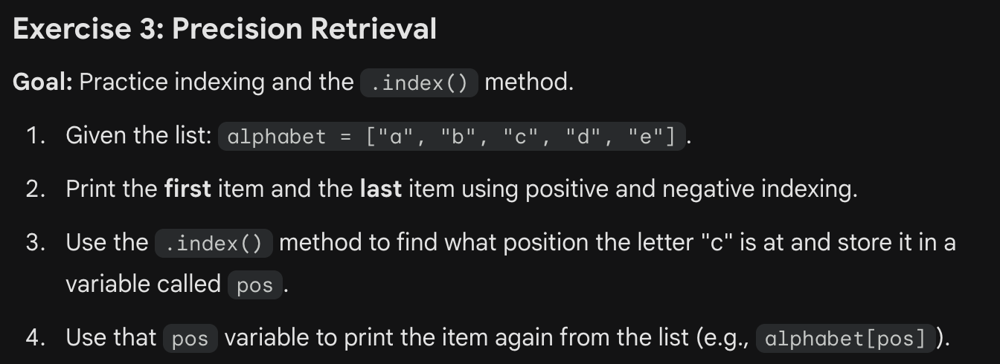 Exercise 3: Precision Retrieval
Goal: Practice indexing and the .index() method.
1. Given the list: alphabet = ["a", "b", "c", "d", "e"].
2. Print the first item and the last item using positive and negative indexing.
3. Use the .index() method to find what position the letter "c" is at and store it in a
variable called pos.
4. Use that pos variable to print the item again from the list (e.g., alphabet[pos]).